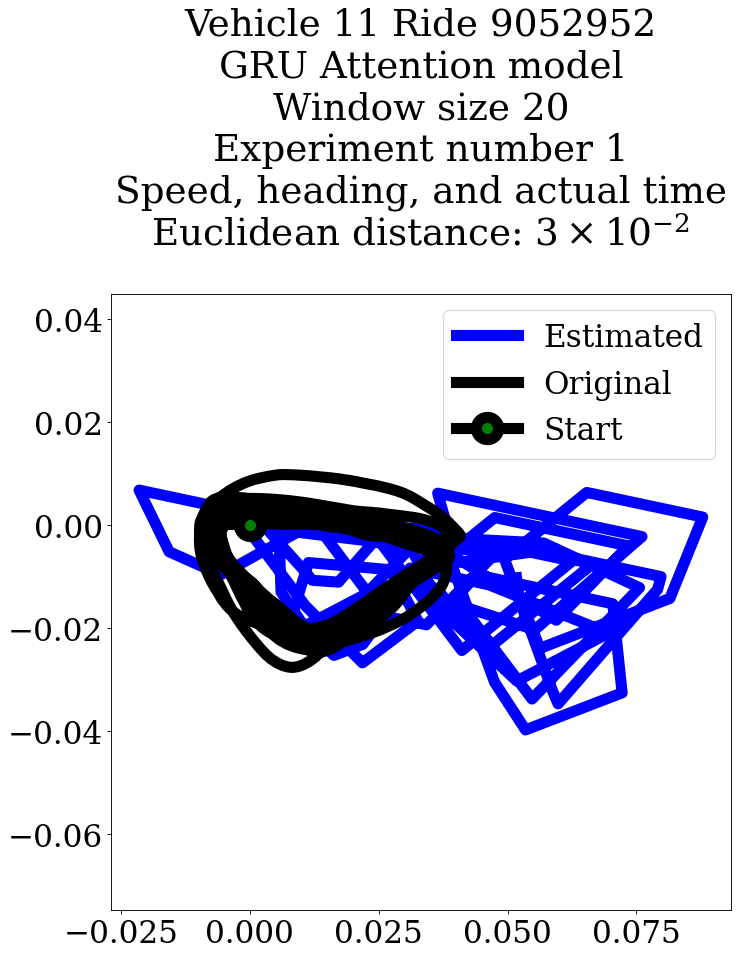 Vehicle 11 Ride 9052952
GRU Attention model
Window size 20
Experiment number 1
Speed, heading, and actual time
Euclidean distance: 3 × 10⁻²
Estimated
Original
Start
0.04
0.02
0.00
−0.02
−0.04
−0.06
−0.025 0.000 0.025 0.050 0.075